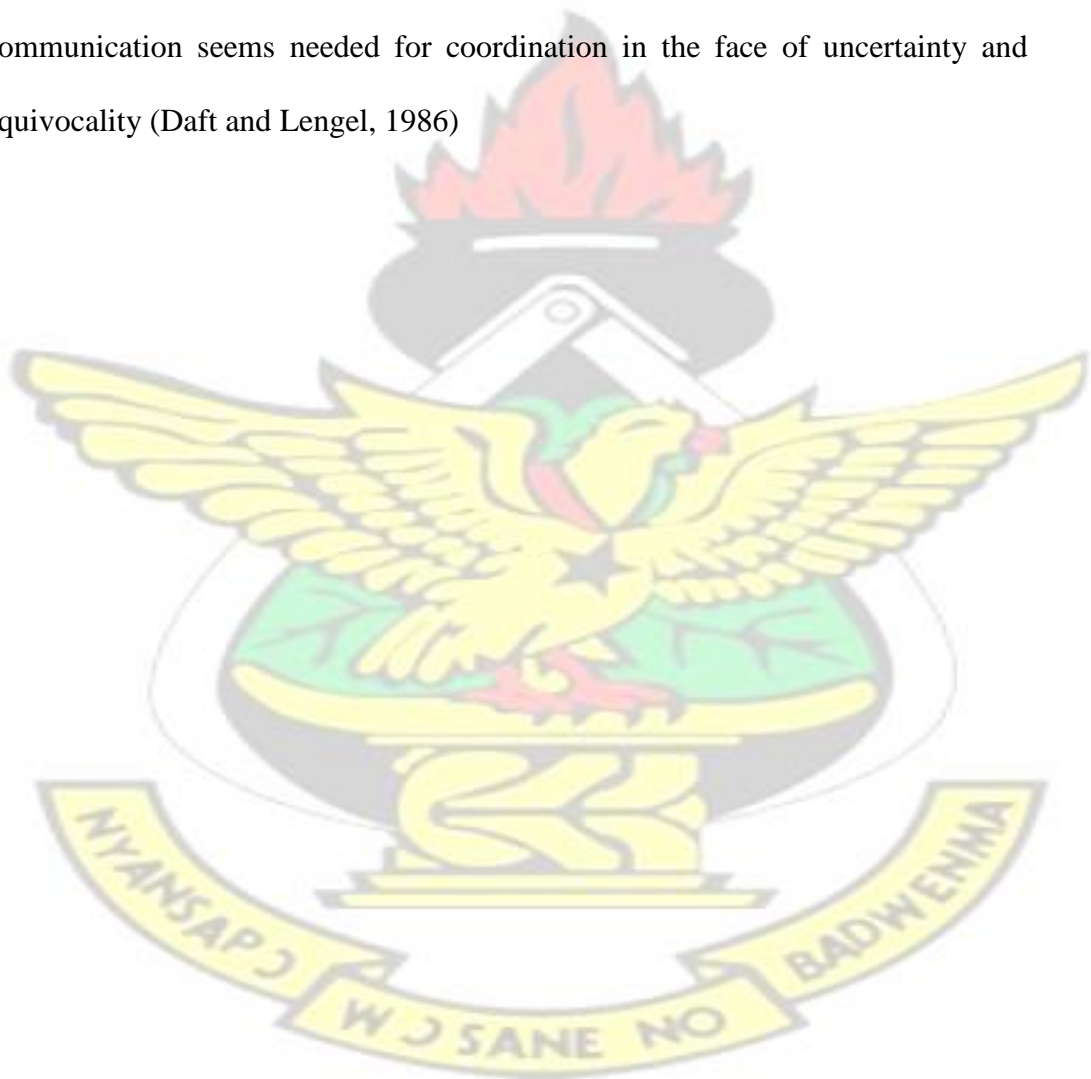 ommunication seems needed for coordination in the face of uncertainty and
quivocality (Daft and Lengel, 1986)
NYANSAP Ɔ
W Ɔ SANE NO
BADWENMA